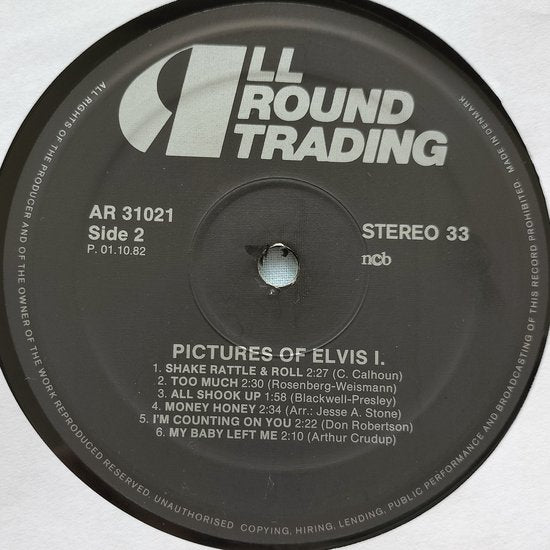 ALL
ROUND
TRADING
AR 31021
Side 2
P. 01.10.82
STEREO 33
ncb
PICTURES OF ELVIS I.
1. SHAKE RATTLE & ROLL 2:27 (C. Calhoun)
2. TOO MUCH 2:30 (Rosenberg-Weismann)
3. ALL SHOOK UP 1:58 (Blackwell-Presley)
4. MONEY HONEY 2:34 (Arr.: Jesse A. Stone)
5. I'M COUNTING ON YOU 2:22 (Don Robertson)
6. MY BABY LEFT ME 2:10 (Arthur Crudup)
ALL RIGHTS OF THE PRODUCER AND OF THE OWNER OF THE WORK REPRODUCED RESERVED. UNAUTHORISED COPYING, HIRING, LENDING, PUBLIC PERFORMANCE AND BROADCASTING OF THIS RECORD PROHIBITED MADE IN DENMARK